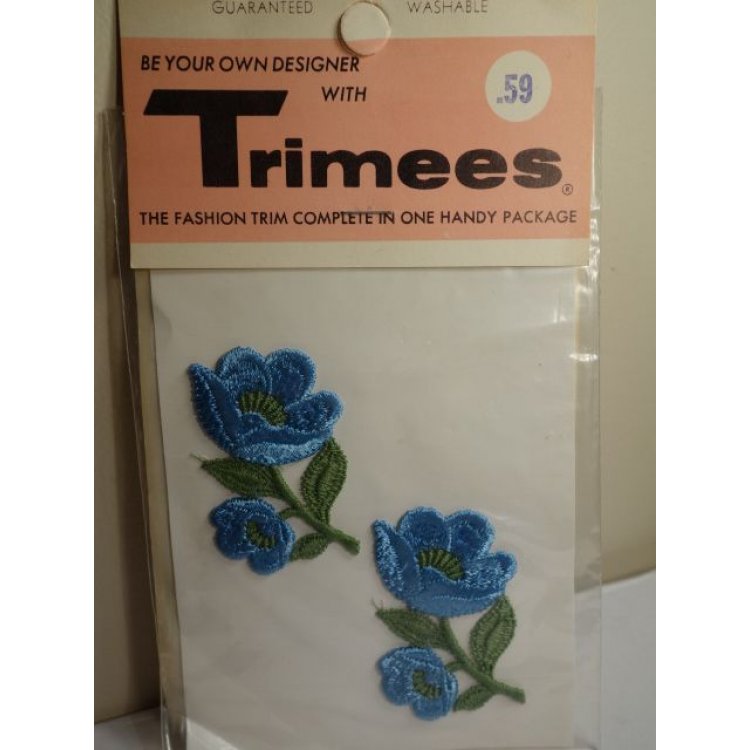 GUARANTEED WASHABLE
BE YOUR OWN DESIGNER
WITH
.59
Trimees®
THE FASHION TRIM COMPLETE IN ONE HANDY PACKAGE